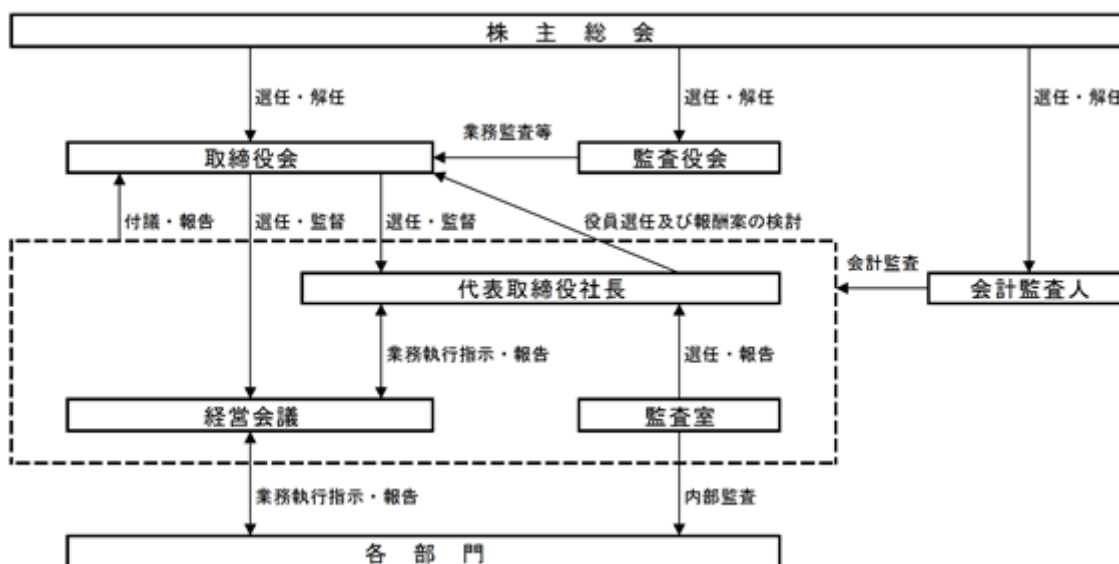 株 主 総 会
選任・解任
選任・解任
選任・解任
業務監査等
取締役会
監査役会
付議・報告
選任・監督
選任・監督
役員選任及び報酬案の検討
会計監査
代表取締役社長
会計監査人
業務執行指示・報告
選任・報告
経営会議
監査室
業務執行指示・報告
内部監査
各 部 門